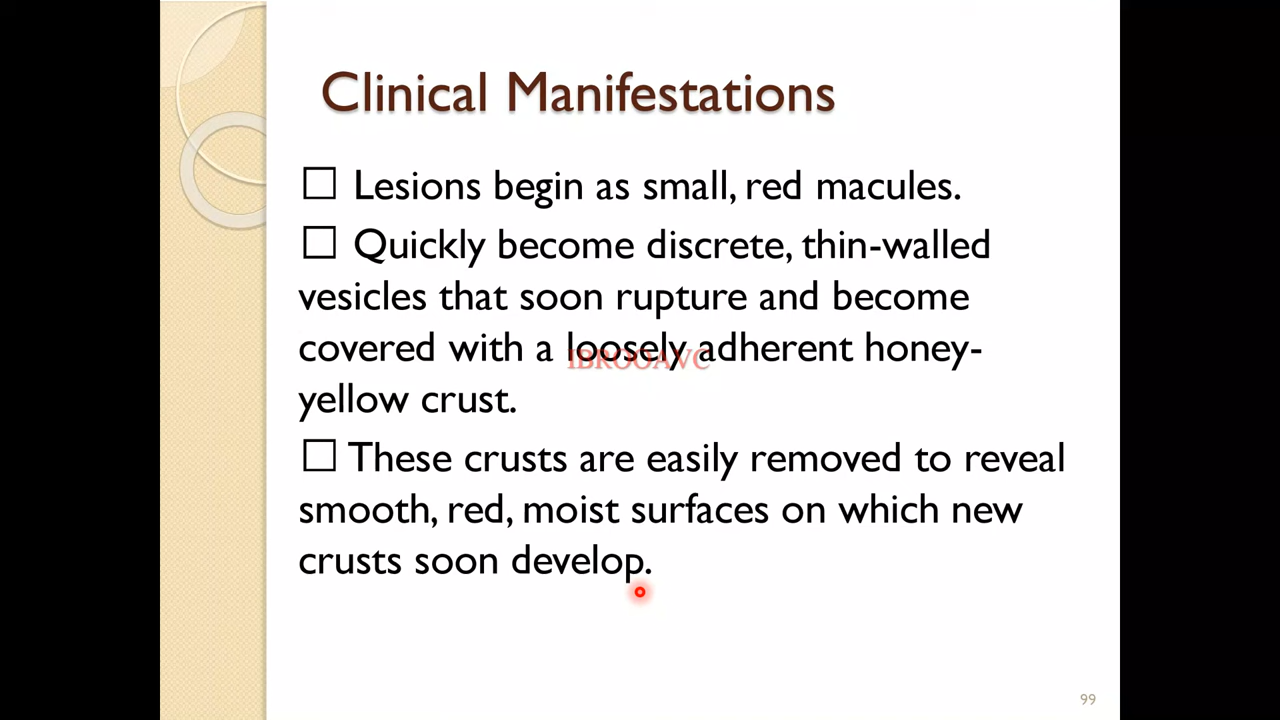 Clinical Manifestations
☐ Lesions begin as small, red macules.
☐ Quickly become discrete, thin-walled
vesicles that soon rupture and become
covered with a loosely adherent honey-
yellow crust.
IBROOAVC
☐ These crusts are easily removed to reveal
smooth, red, moist surfaces on which new
crusts soon develop.
99